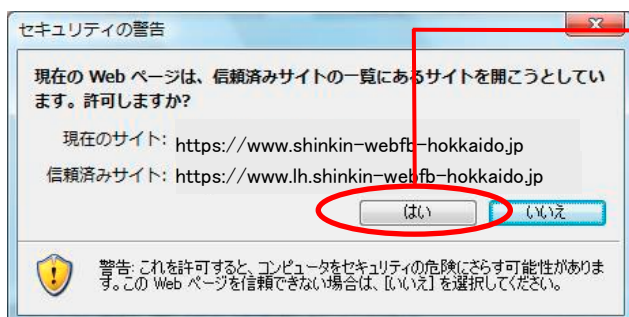 セキュリティの警告
現在の Web ページは、信頼済みサイトの一覧にあるサイトを開こうとしてい
ます。許可しますか?
現在のサイト: https://www.shinkin-webfb-hokkaido.jp
信頼済みサイト: https://www.lh.shinkin-webfb-hokkaido.jp
はい いいえ
警告: これを許可すると、コンピュータをセキュリティの危険にさらす可能性がありま
す。この Web ページを信頼できない場合は、[いいえ] を選択してください。